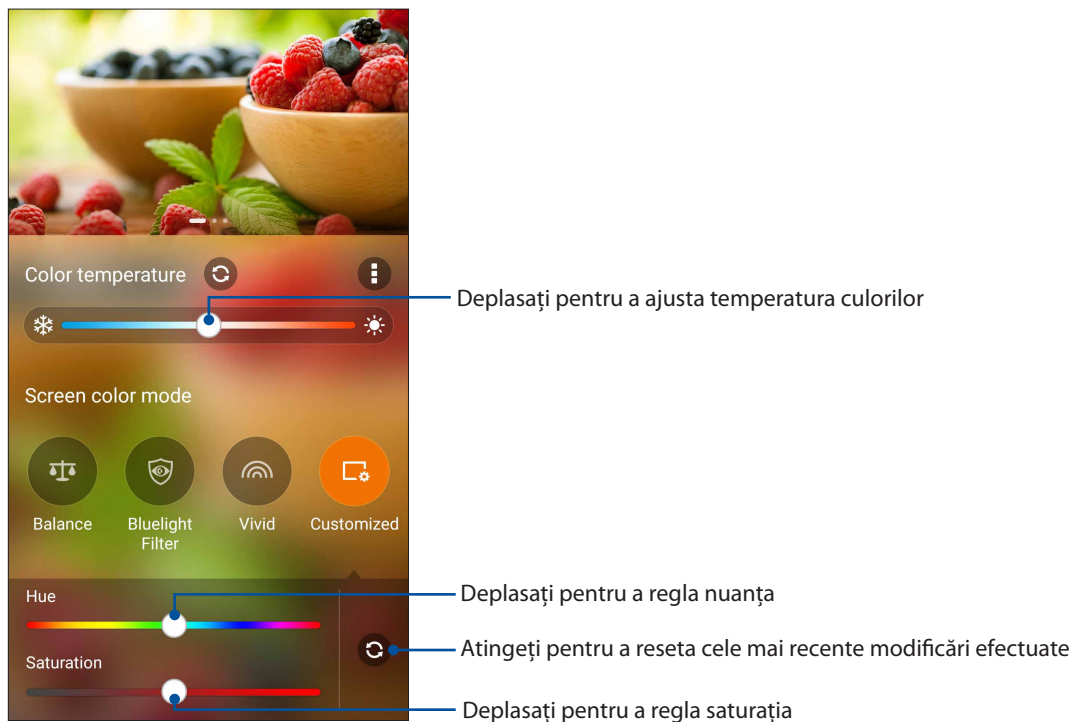 Color temperature
Deplasați pentru a ajusta temperatura culorilor
Screen color mode
Balance
Bluelight
Filter
Vivid
Customized
Hue
Deplasați pentru a regla nuanța
Atingeți pentru a reseta cele mai recente modificări efectuate
Saturation
Deplasați pentru a regla saturația